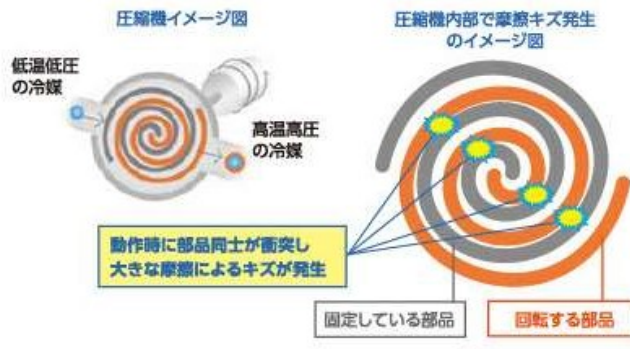 圧縮機イメージ図
低温低圧
の冷媒
高温高圧
の冷媒
圧縮機内部で摩擦キズ発生
のイメージ図
動作時に部品同士が衝突し
大きな摩擦によるキズが発生
固定している部品
回転する部品